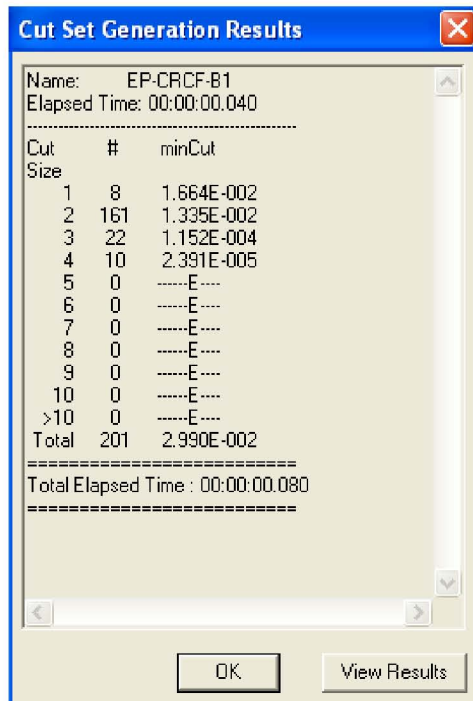 Cut Set Generation Results
Name: EP-CRCF-B1
Elapsed Time: 00:00:00.040
------------------------------------------------
Cut # minCut
Size
1 8 1.664E-002
2 161 1.335E-002
3 22 1.152E-004
4 10 2.391E-005
5 0 ------E----
6 0 ------E----
7 0 ------E----
8 0 ------E----
9 0 ------E----
10 0 ------E----
>10 0 ------E----
Total 201 2.990E-002
==========================
Total Elapsed Time : 00:00:00.080
==========================
OK View Results